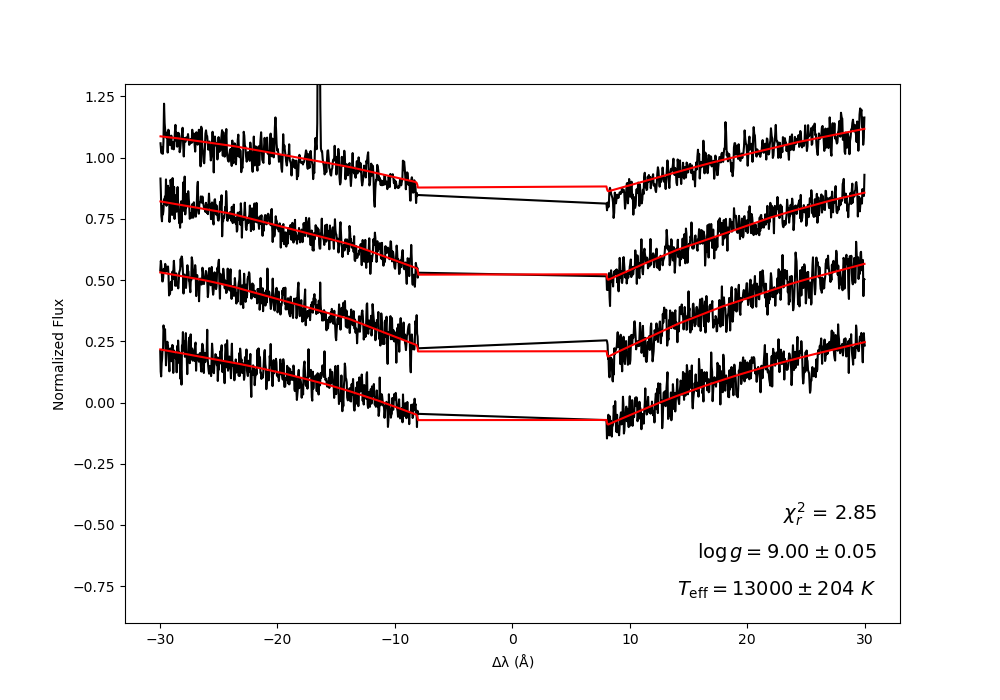 1.25
1.00
0.75
0.50
0.25
0.00
−0.25
−0.50
−0.75
Normalized Flux
χ²ᵣ = 2.85
log g = 9.00 ± 0.05
T_eff = 13000 ± 204 K
−30 −20 −10 0 10 20 30
Δλ (Å)